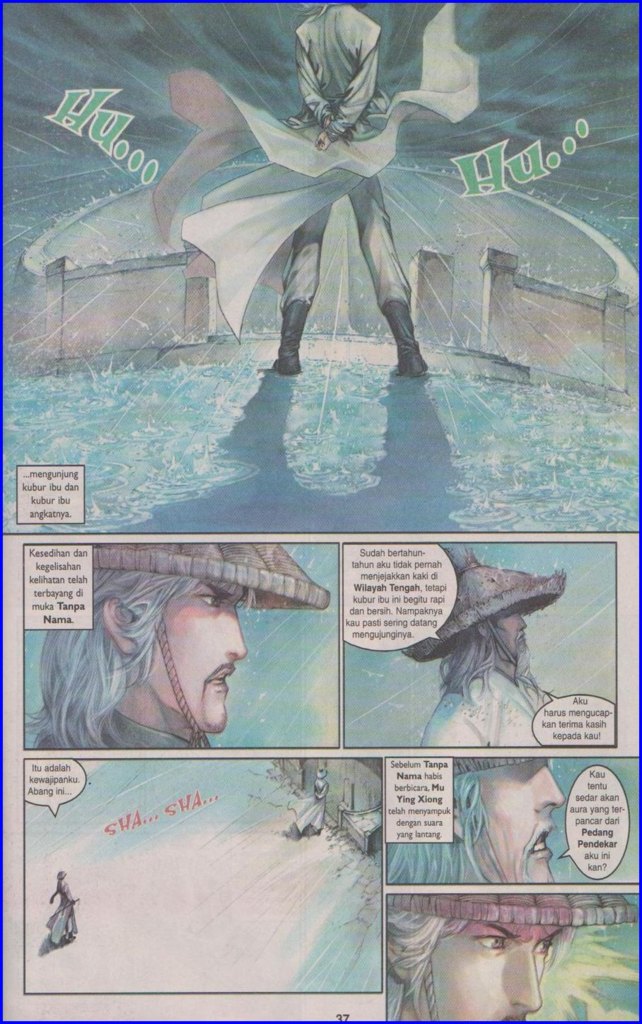 Hu...
Hu...
...mengunjung
kubur ibu dan
kubur ibu
angkatnya.
Kesedihan dan
kegelisahan
kelihatan telah
terbayang di
muka Tanpa
Nama.
Sudah bertahun-
tahun aku tidak pernah
menjejakkan kaki di
Wilayah Tengah, tetapi
kubur ibu ini begitu rapi
dan bersih. Nampaknya
kau pasti sering datang
mengunjunginya.
Aku
harus mengucap-
kan terima kasih
kepada kau!
Itu adalah
kewajipanku.
Abang ini...
SHA... SHA...
Sebelum Tanpa
Nama habis
berbicara, Mu
Ying Xiong
telah menyampuk
dengan suara
yang lantang.
Kau
tentu
sedar akan
aura yang ter-
pancar dari
Pedang
Pendekar
aku ini
kan?
37